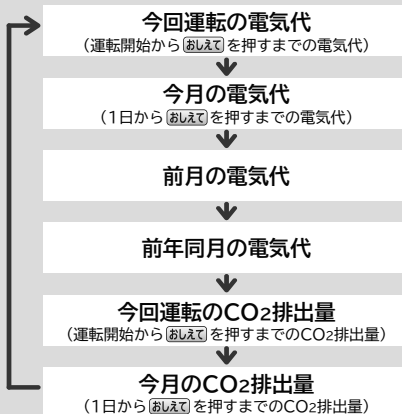 今回運転の電気代
（運転開始からおしえてを押すまでの電気代）
今月の電気代
（1日からおしえてを押すまでの電気代）
前月の電気代
前年同月の電気代
今回運転のCO2排出量
（運転開始からおしえてを押すまでのCO2排出量）
今月のCO2排出量
（1日からおしえてを押すまでのCO2排出量）